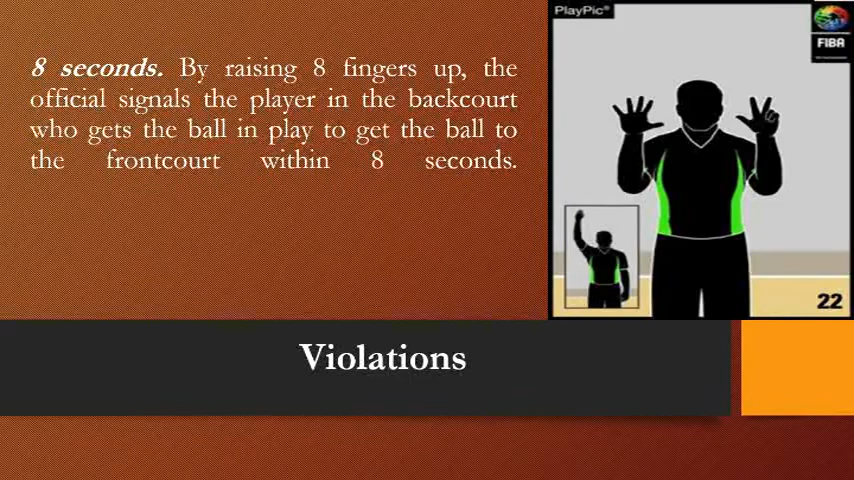 8 seconds. By raising 8 fingers up, the
official signals the player in the backcourt
who gets the ball in play to get the ball to
the frontcourt within 8 seconds.
PlayPic®
FIBA
22
Violations